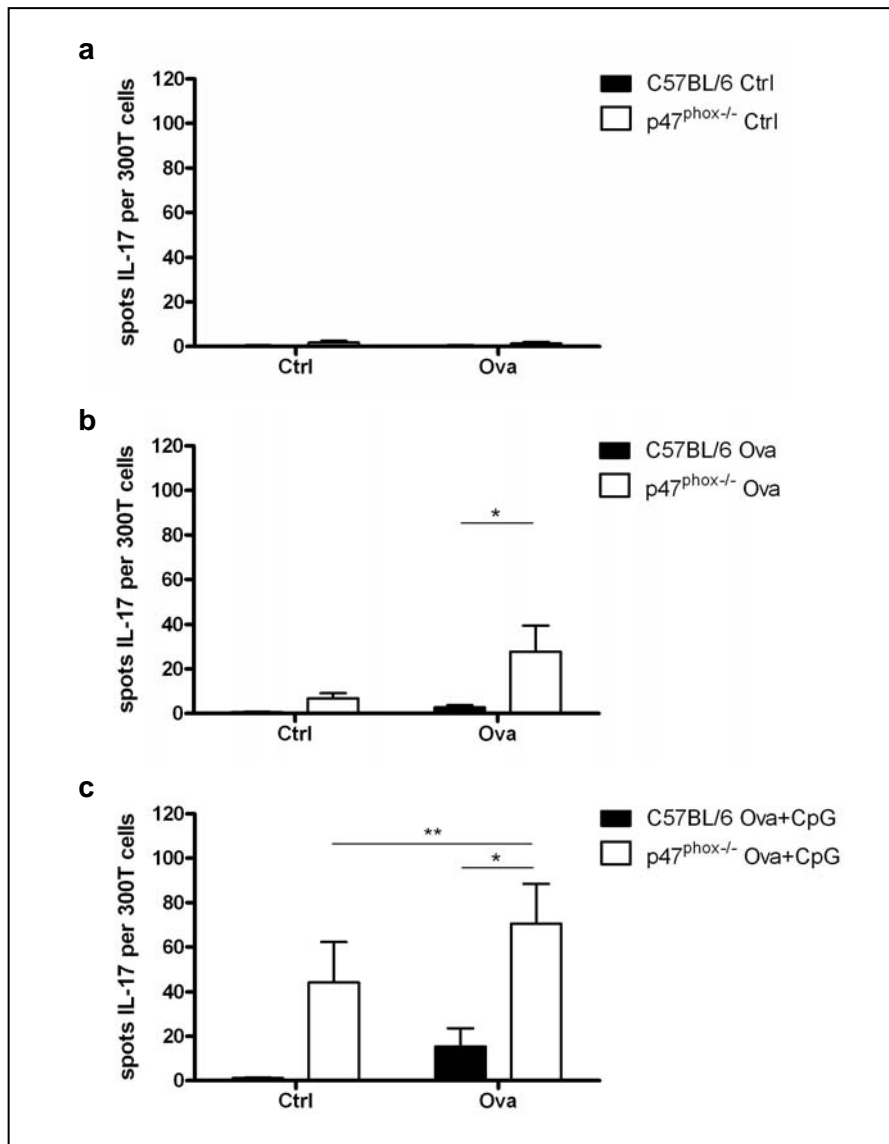 a
spots IL-17 per 300T cells
120
100
80
60
40
20
0
Ctrl
Ova
C57BL/6 Ctrl
p47phox-/- Ctrl
b
spots IL-17 per 300T cells
120
100
80
60
40
20
0
Ctrl
Ova
*
C57BL/6 Ova
p47phox-/- Ova
c
spots IL-17 per 300T cells
120
100
80
60
40
20
0
Ctrl
Ova
**
*
C57BL/6 Ova+CpG
p47phox-/- Ova+CpG